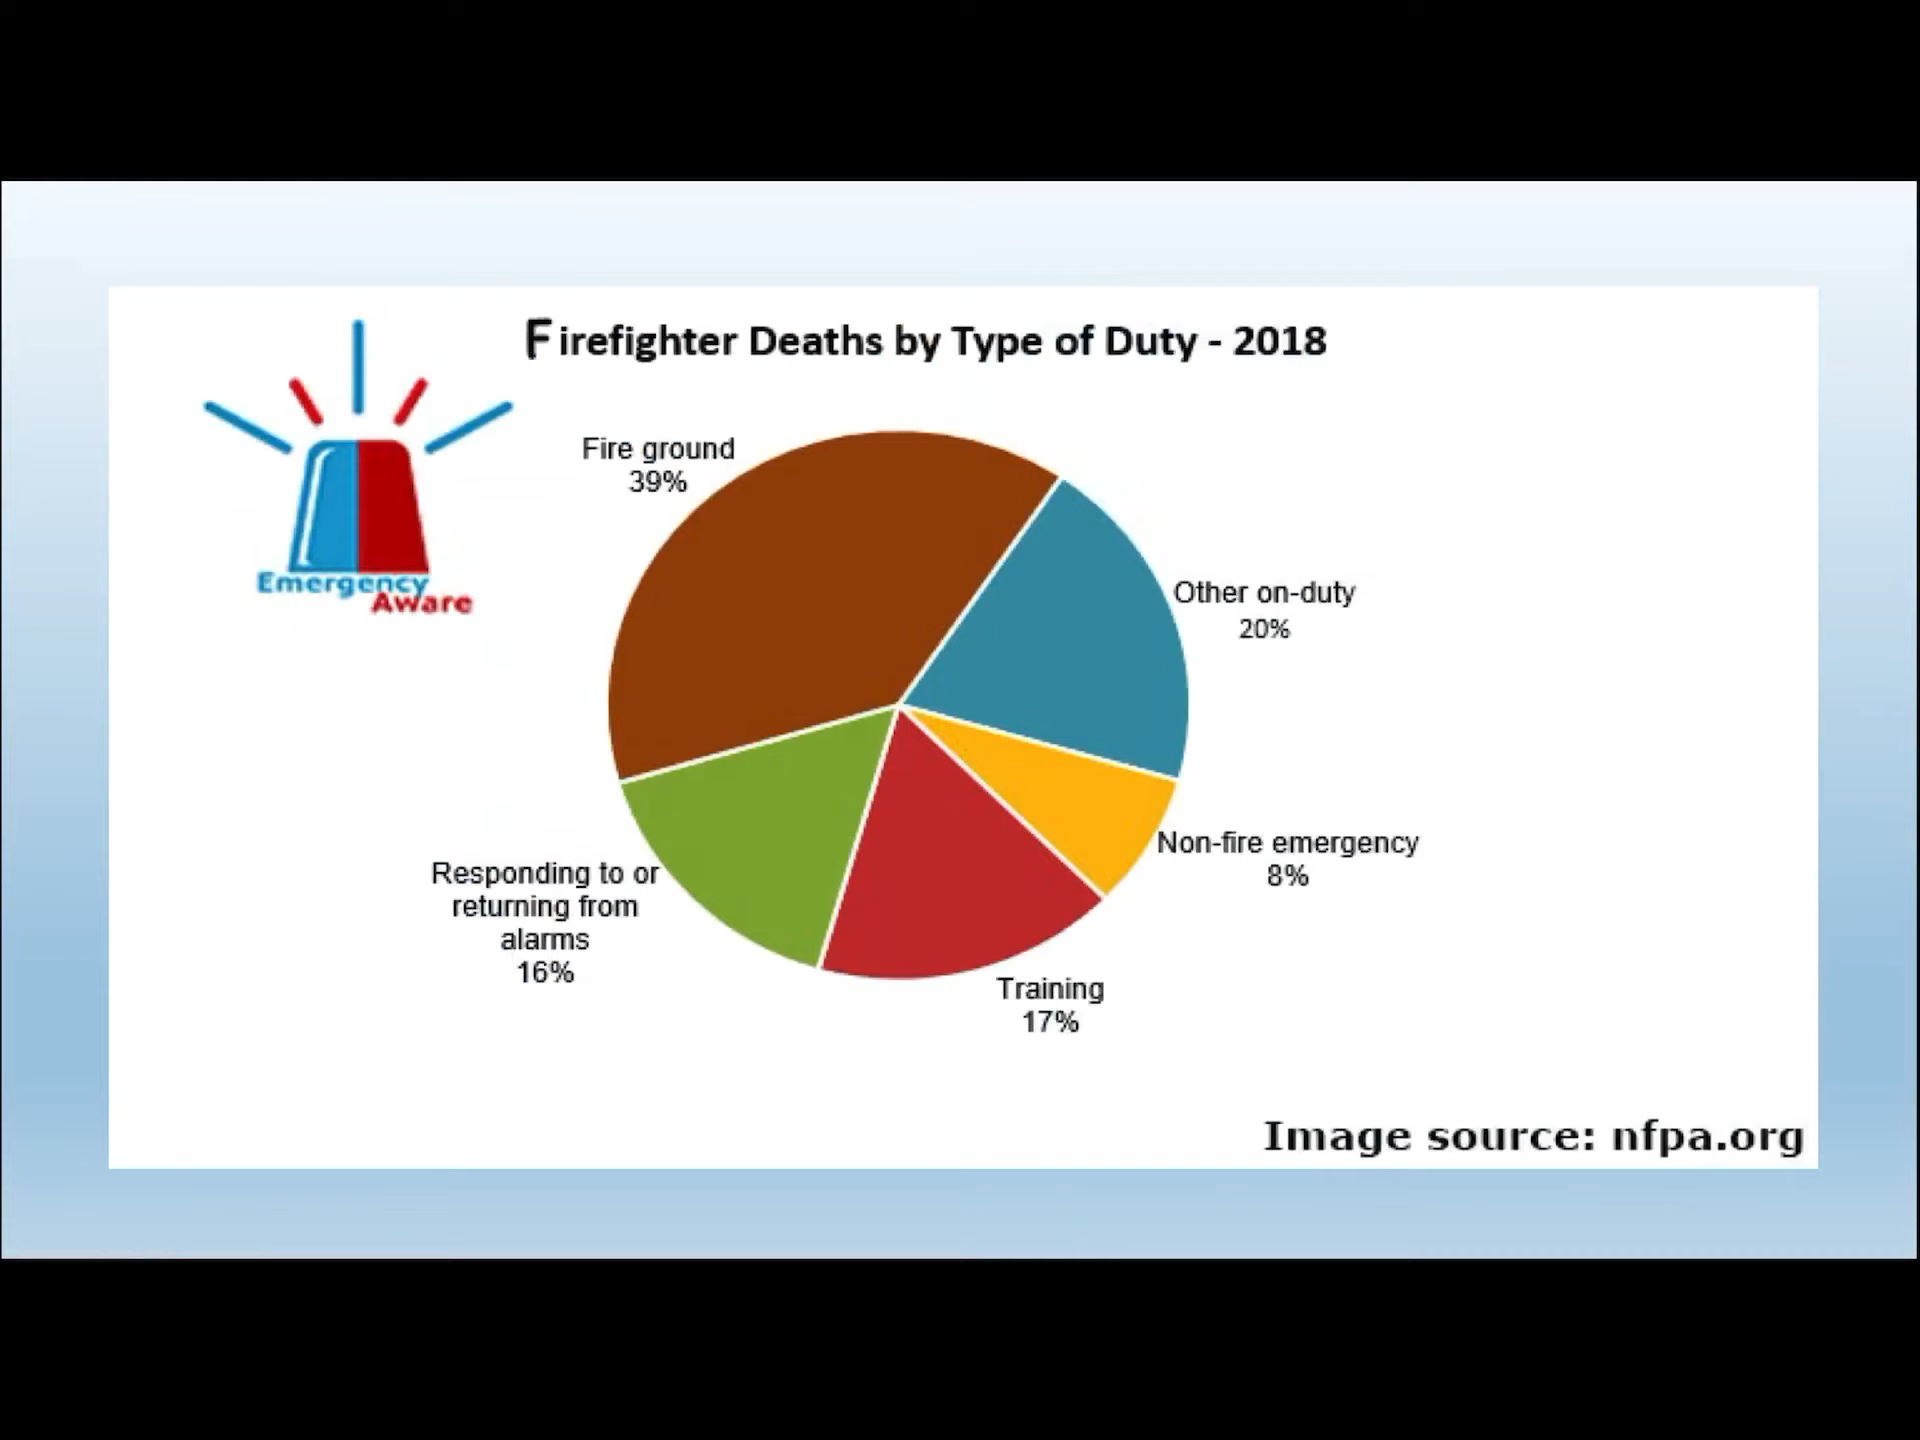 Firefighter Deaths by Type of Duty - 2018
Emergency
Aware
Fire ground
39%
Other on-duty
20%
Non-fire emergency
8%
Responding to or
returning from
alarms
16%
Training
17%
Image source: nfpa.org